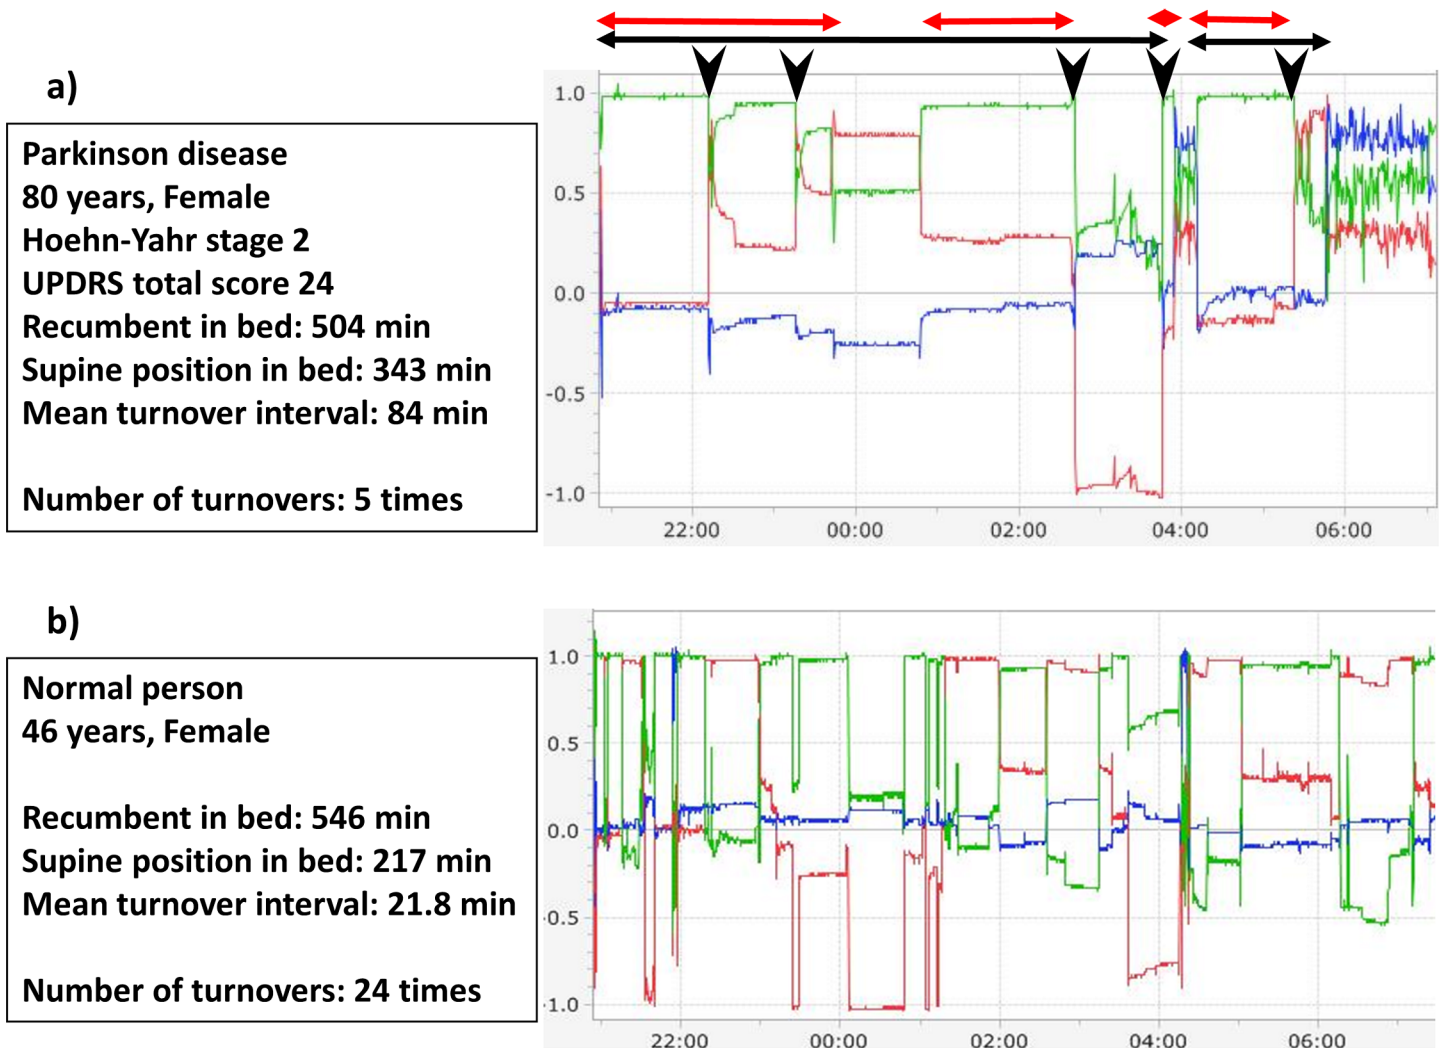 a)
Parkinson disease
80 years, Female
Hoehn-Yahr stage 2
UPDRS total score 24
Recumbent in bed: 504 min
Supine position in bed: 343 min
Mean turnover interval: 84 min
Number of turnovers: 5 times
1.0
0.5
0.0
-0.5
-1.0
22:00 00:00 02:00 04:00 06:00
b)
Normal person
46 years, Female
Recumbent in bed: 546 min
Supine position in bed: 217 min
Mean turnover interval: 21.8 min
Number of turnovers: 24 times
1.0
0.5
0.0
-0.5
-1.0
22:00 00:00 02:00 04:00 06:00